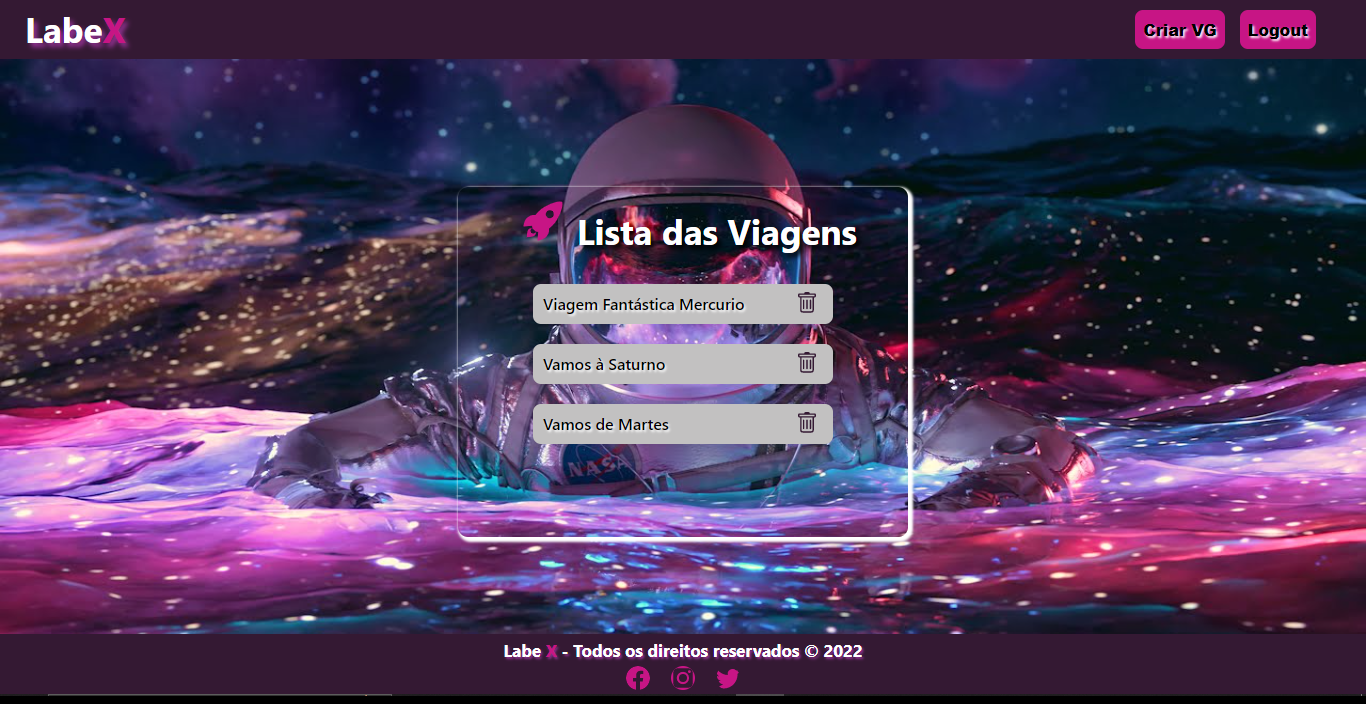 LabeX
Criar VG
Logout
Lista das Viagens
Viagem Fantástica Mercurio
Vamos à Saturno
Vamos de Martes
NASA
Labe X - Todos os direitos reservados © 2022